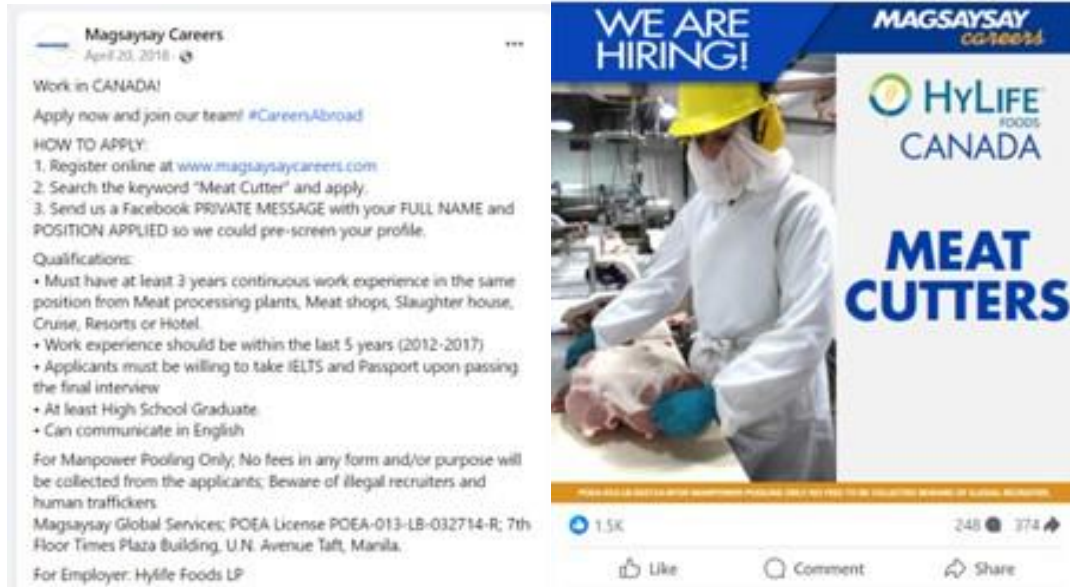 Magsaysay Careers
April 20, 2018
Work in CANADA!
Apply now and join our team! #CareersAbroad
HOW TO APPLY:
1. Register online at www.magsaysaycareers.com
2. Search the keyword "Meat Cutter" and apply.
3. Send us a Facebook PRIVATE MESSAGE with your FULL NAME and
POSITION APPLIED so we could pre-screen your profile.
Qualifications:
• Must have at least 3 years continuous work experience in the same
position from Meat processing plants, Meat shops, Slaughter house,
Cruise, Resorts or Hotel.
• Work experience should be within the last 5 years (2012-2017)
• Applicants must be willing to take IELTS and Passport upon passing
the final interview
• At least High School Graduate
• Can communicate in English
For Manpower Pooling Only; No fees in any form and/or purpose will
be collected from the applicants; Beware of illegal recruiters and
human traffickers
Magsaysay Global Services; POEA License POEA-013-LB-032714-R; 7th
Floor Times Plaza Building, U.N. Avenue Taft, Manila.
For Employer: Hylife Foods LP
WE ARE
HIRING!
MAGSAYSAY
careers
HYLIFE
FOODS
CANADA
MEAT
CUTTERS
1.5K
248 374
Like Comment Share